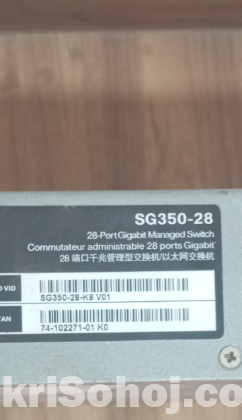 SG350-28
28-Port Gigabit Managed Switch
Commutateur administrable 28 ports Gigabit
28 端口千兆管理型交换机/以太网交换机
VID
SG350-28-K9 V01
TAN
74-102271-01 K0
kriSohoj.com